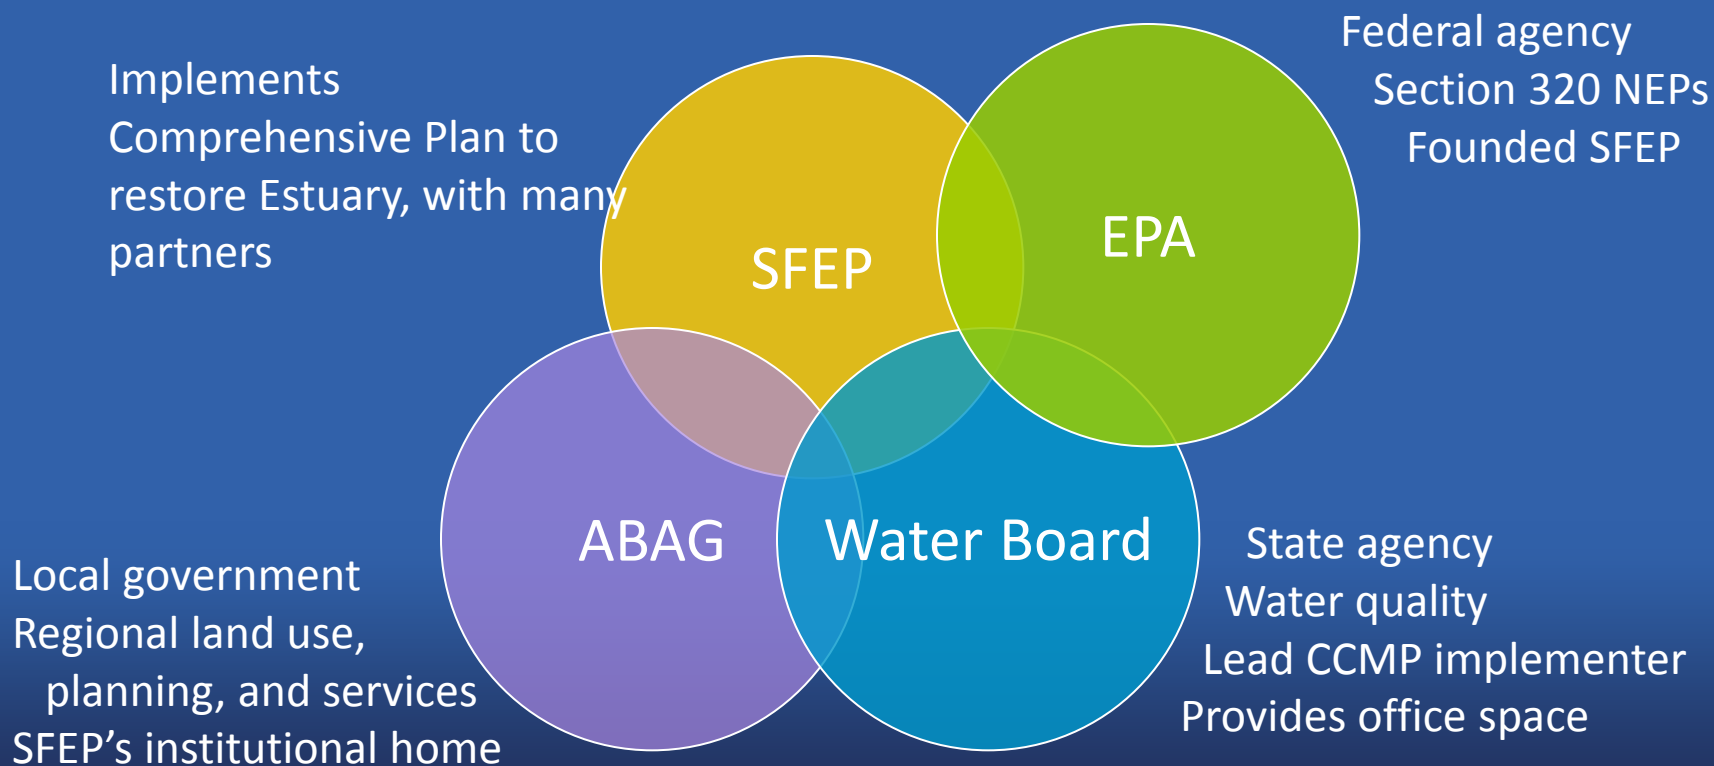 Implements
Comprehensive Plan to
restore Estuary, with many
partners
SFEP
EPA
Federal agency
Section 320 NEPs
Founded SFEP
ABAG
Water Board
Local government
Regional land use,
planning, and services
SFEP’s institutional home
State agency
Water quality
Lead CCMP implementer
Provides office space